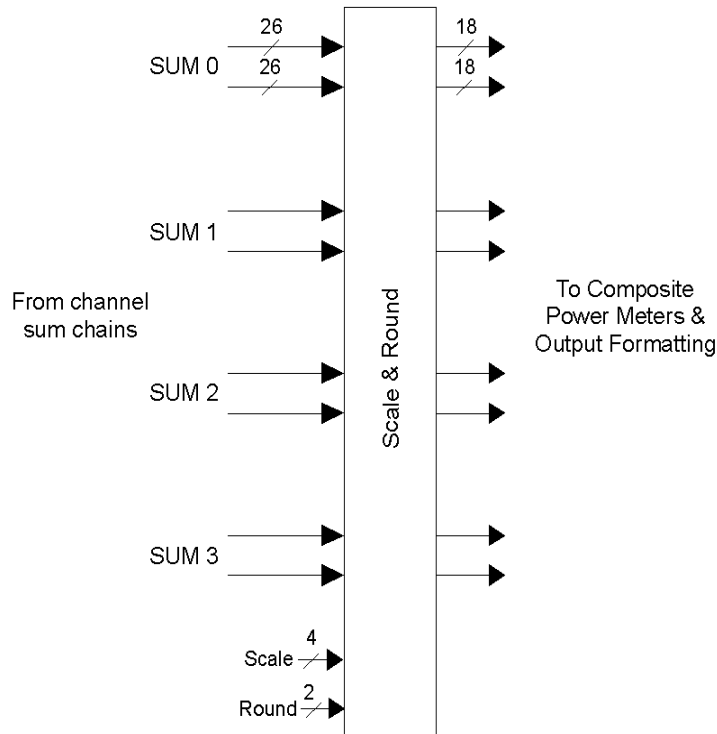 26
18
SUM 0
26
18
SUM 1
From channel
sum chains
Scale & Round
To Composite
Power Meters &
Output Formatting
SUM 2
SUM 3
Scale
4
Round
2